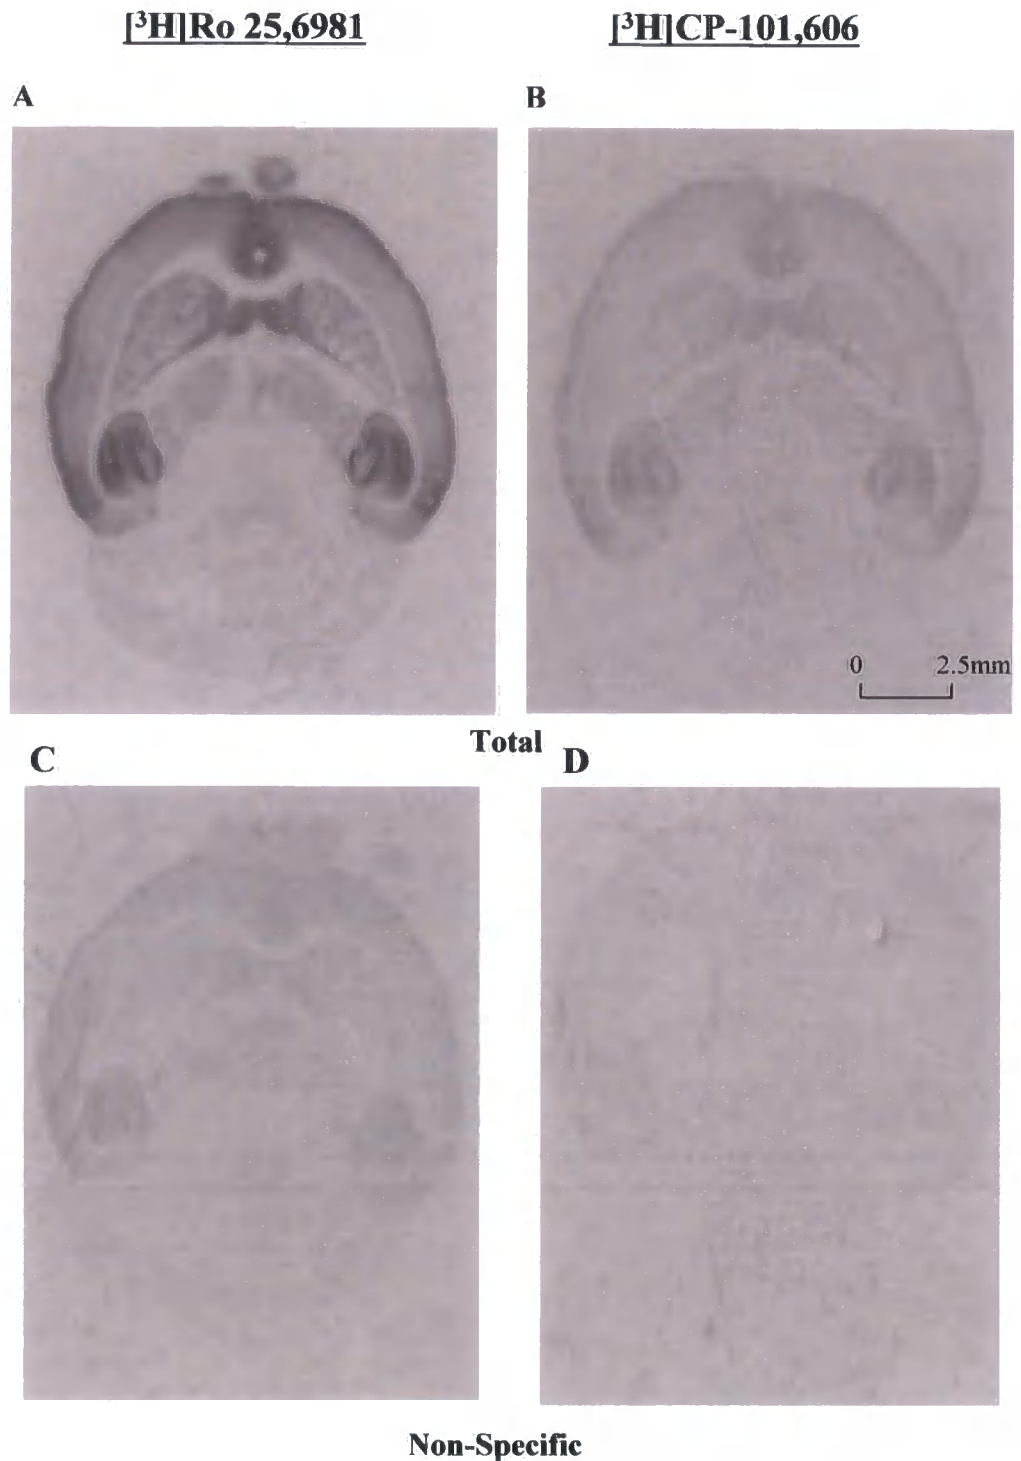 [³H]Ro 25,6981
[³H]CP-101,606
A
B
0 2.5mm
Total
C
D
Non-Specific